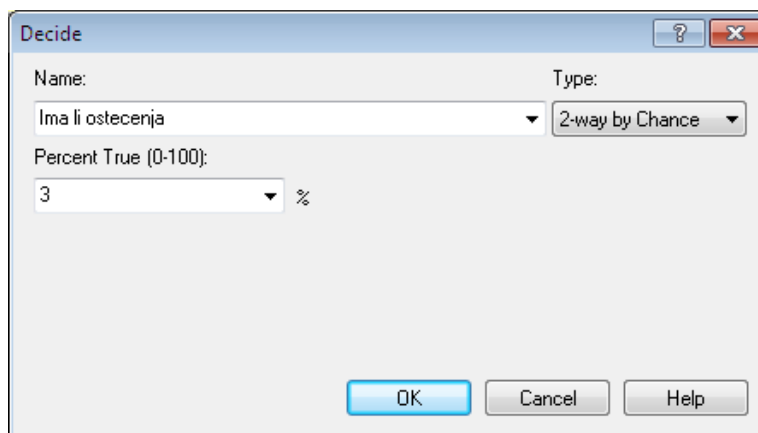 Decide
Name: Type:
Ima li ostecenja 2-way by Chance
Percent True (0-100):
3 %
OK Cancel Help